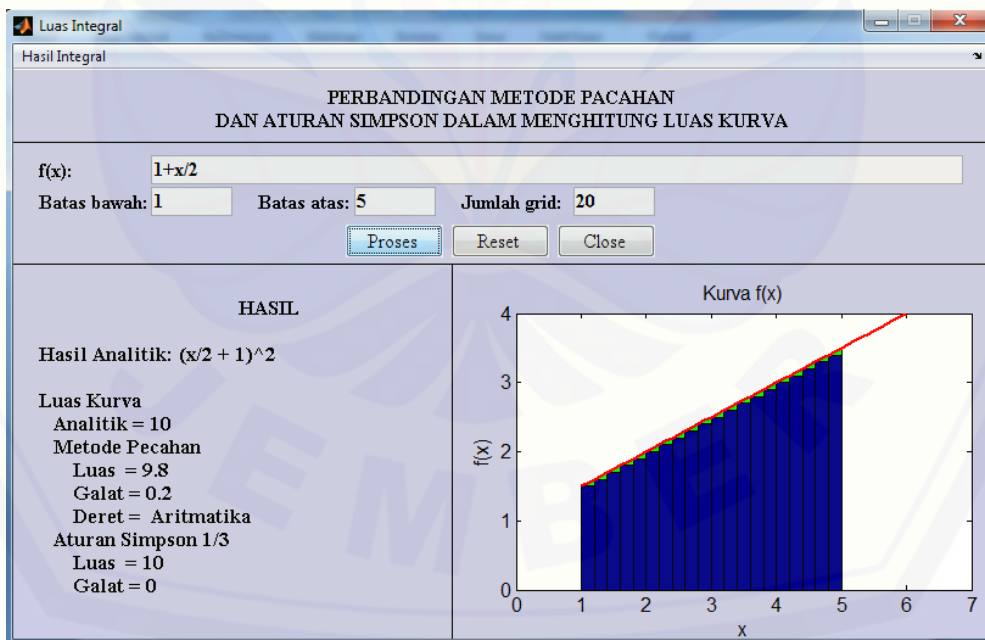 Luas Integral
Hasil Integral
PERBANDINGAN METODE PACAHAN
DAN ATURAN SIMPSON DALAM MENGHITUNG LUAS KURVA
f(x): 1+x/2
Batas bawah: 1 Batas atas: 5 Jumlah grid: 20
Proses Reset Close
HASIL
Hasil Analitik: (x/2 + 1)^2
Luas Kurva
Analitik = 10
Metode Pecahan
Luas = 9.8
Galat = 0.2
Deret = Aritmatika
Aturan Simpson 1/3
Luas = 10
Galat = 0
Kurva f(x)
4
3
2
1
0
f(x)
0 1 2 3 4 5 6 7
x
JEMBER